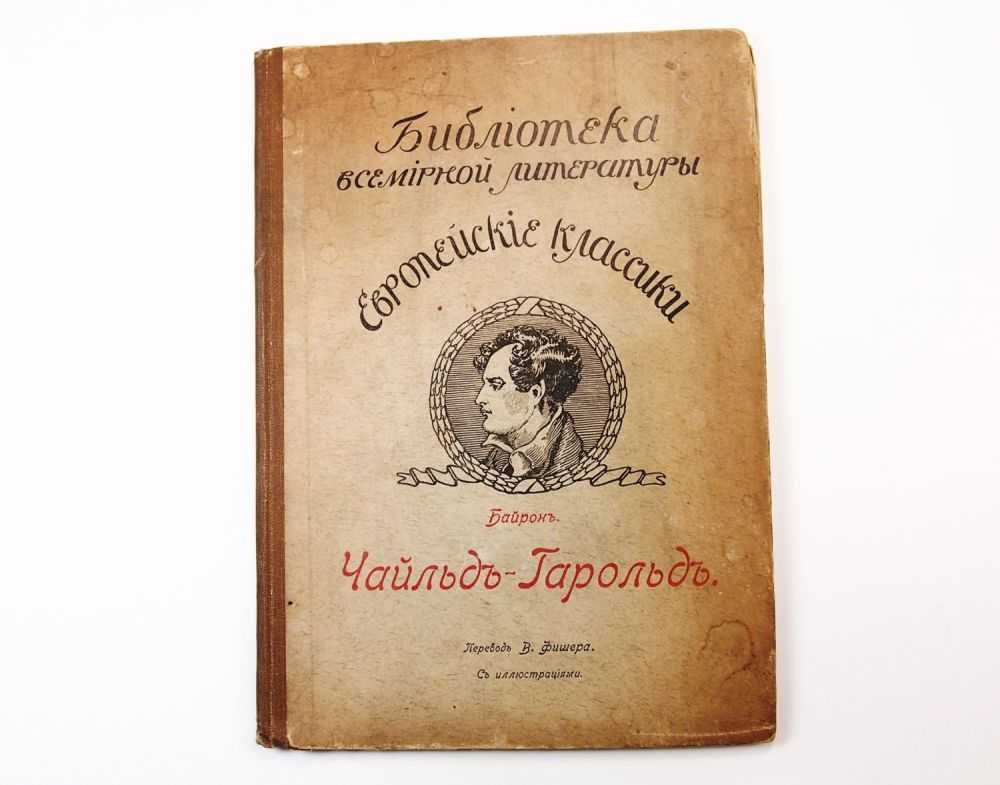 Библіотека
всемірной литературы
Европейскіе классики
Байронъ.
Чайльдъ-Гарольдъ.
Переводъ В. Фишера.
Съ иллюстраціями.